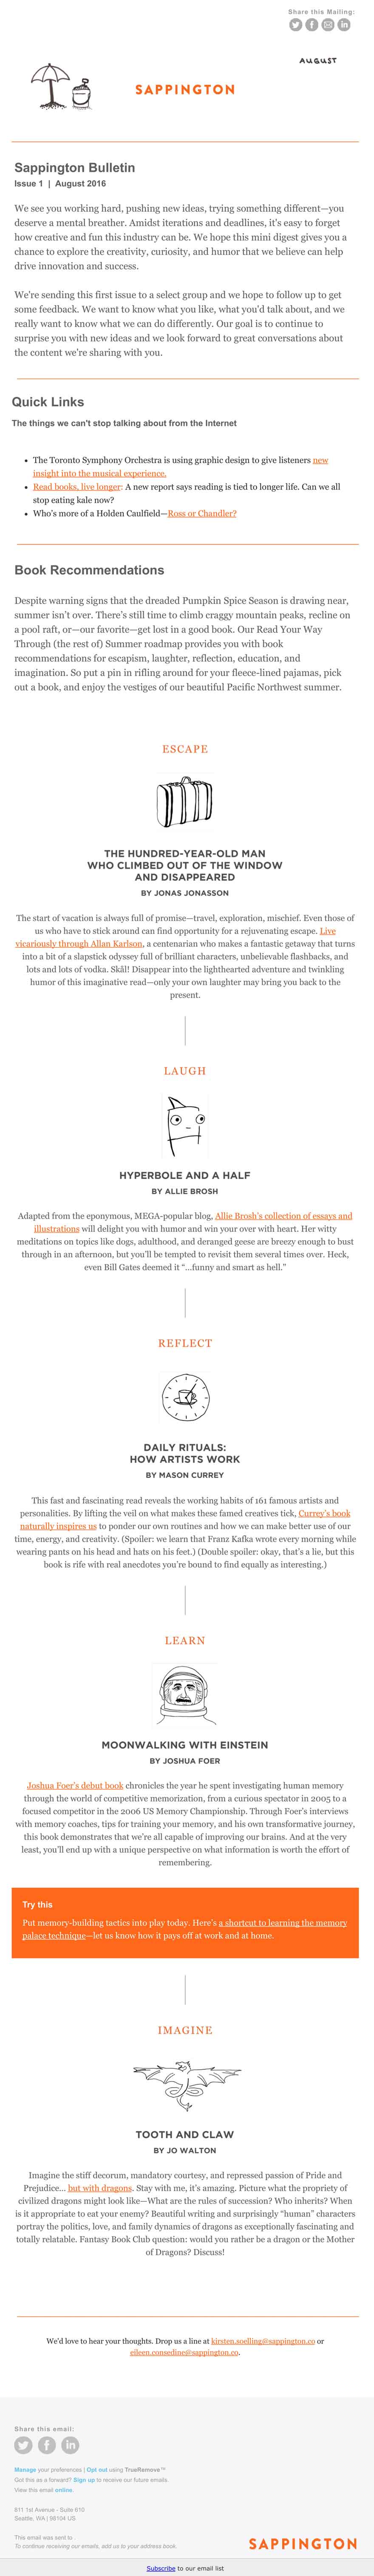 Share this Mailing:
AUGUST
SAPPINGTON
Sappington Bulletin
Issue 1 | August 2016
We see you working hard, pushing new ideas, trying something different—you
deserve a mental breather. Amidst iterations and deadlines, it's easy to forget
how creative and fun this industry can be. We hope this mini digest gives you a
chance to explore the creativity, curiosity, and humor that we believe can help
drive innovation and success.
We're sending this first issue to a select group and we hope to follow up to get
some feedback. We want to know what you like, what you'd talk about, and we
really want to know what we can do differently. Our goal is to continue to
surprise you with new ideas and we look forward to great conversations about
the content we're sharing with you.
Quick Links
The things we can't stop talking about from the Internet
• The Toronto Symphony Orchestra is using graphic design to give listeners new
insight into the musical experience.
• Read books, live longer: A new report says reading is tied to longer life. Can we all
stop eating kale now?
• Who's more of a Holden Caulfield—Ross or Chandler?
Book Recommendations
Despite warning signs that the dreaded Pumpkin Spice Season is drawing near,
summer isn't over. There's still time to climb craggy mountain peaks, recline on
a pool raft, or—our favorite—get lost in a good book. Our Read Your Way
Through (the rest of) Summer roadmap provides you with book
recommendations for escapism, laughter, reflection, education, and
imagination. So put a pin in rifling around for your fleece-lined pajamas, pick
out a book, and enjoy the vestiges of our beautiful Pacific Northwest summer.
ESCAPE
THE HUNDRED-YEAR-OLD MAN
WHO CLIMBED OUT OF THE WINDOW
AND DISAPPEARED
BY JONAS JONASSON
The start of vacation is always full of promise—travel, exploration, mischief. Even those of
us who have to stick around can find opportunity for a rejuvenating escape. Live
vicariously through Allan Karlson, a centenarian who makes a fantastic getaway that turns
into a bit of a slapstick odyssey full of brilliant characters, unbelievable flashbacks, and
lots and lots of vodka. Skål! Disappear into the lighthearted adventure and twinkling
humor of this imaginative read—only your own laughter may bring you back to the
present.
LAUGH
HYPERBOLE AND A HALF
BY ALLIE BROSH
Adapted from the eponymous, MEGA-popular blog, Allie Brosh's collection of essays and
illustrations will delight you with humor and win your over with heart. Her witty
meditations on topics like dogs, adulthood, and deranged geese are breezy enough to bust
through in an afternoon, but you'll be tempted to revisit them several times over. Heck,
even Bill Gates deemed it "...funny and smart as hell."
REFLECT
DAILY RITUALS:
HOW ARTISTS WORK
BY MASON CURREY
This fast and fascinating read reveals the working habits of 161 famous artists and
personalities. By lifting the veil on what makes these famed creatives tick, Currey's book
naturally inspires us to ponder our own routines and how we can make better use of our
time, energy, and creativity. (Spoiler: we learn that Franz Kafka wrote every morning while
wearing pants on his head and hats on his feet.) (Double spoiler: okay, that's a lie, but this
book is rife with real anecdotes you're bound to find equally as interesting.)
LEARN
MOONWALKING WITH EINSTEIN
BY JOSHUA FOER
Joshua Foer's debut book chronicles the year he spent investigating human memory
through the world of competitive memorization, from a curious spectator in 2005 to a
focused competitor in the 2006 US Memory Championship. Through Foer's interviews
with memory coaches, tips for training your memory, and his own transformative journey,
this book demonstrates that we're all capable of improving our brains. And at the very
least, you'll end up with a unique perspective on what information is worth the effort of
remembering.
Try this
Put memory-building tactics into play today. Here's a shortcut to learning the memory
palace technique—let us know how it pays off at work and at home.
IMAGINE
TOOTH AND CLAW
BY JO WALTON
Imagine the stiff decorum, mandatory courtesy, and repressed passion of Pride and
Prejudice... but with dragons. Stay with me, it's amazing. Picture what the propriety of
civilized dragons might look like—What are the rules of succession? Who inherits? When
is it appropriate to eat your enemy? Beautiful writing and surprisingly "human" characters
portray the politics, love, and family dynamics of dragons as exceptionally fascinating and
totally relatable. Fantasy Book Club question: would you rather be a dragon or the Mother
of Dragons? Discuss!
We'd love to hear your thoughts. Drop us a line at kirsten.soelling@sappington.co or
eileen.consedine@sappington.co.
Share this email:
Manage your preferences | Opt out using TrueRemove™
Got this as a forward? Sign up to receive our future emails.
View this email online.
811 1st Avenue - Suite 610
Seattle, WA | 98104 US
This email was sent to .
To continue receiving our emails, add us to your address book.
SAPPINGTON
Subscribe to our email list